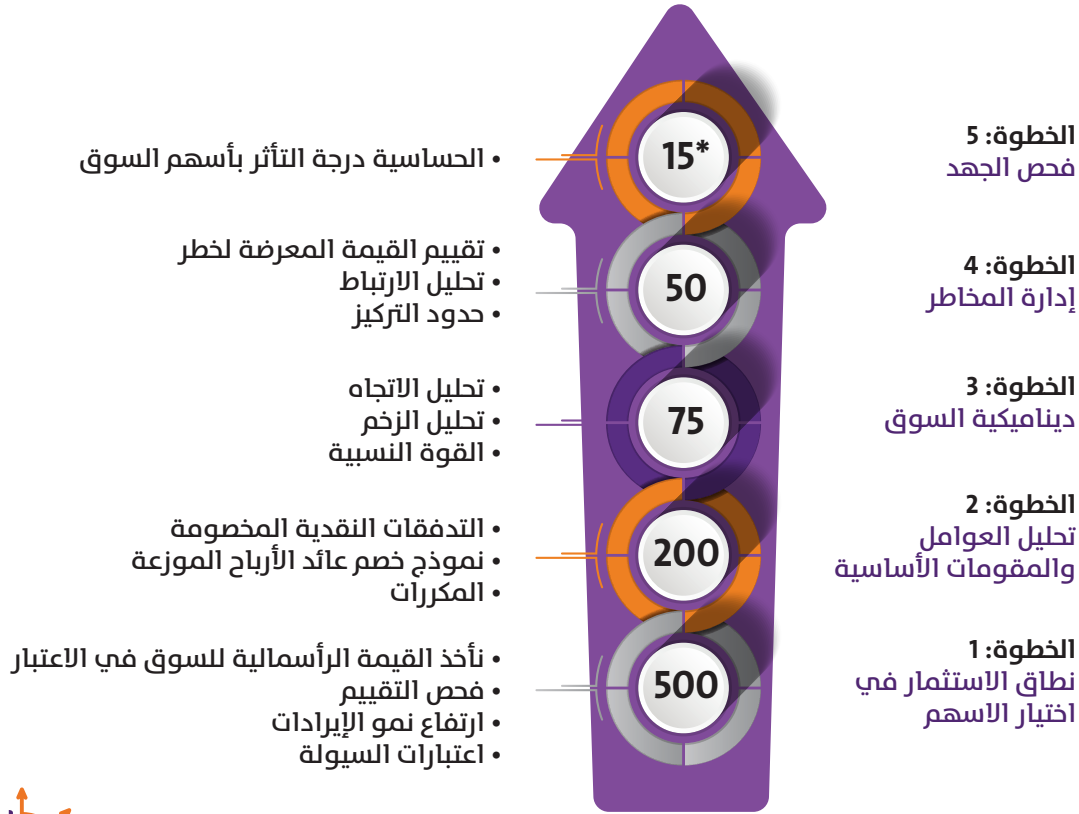 الخطوة: 5
فحص الجهد
15*
• الحساسية درجة التأثر بأسهم السوق
الخطوة: 4
إدارة المخاطر
50
• تقييم القيمة المعرضة لخطر
• تحليل الارتباط
• حدود التركيز
الخطوة: 3
ديناميكية السوق
75
• تحليل الاتجاه
• تحليل الزخم
• القوة النسبية
الخطوة: 2
تحليل العوامل
والمقومات الأساسية
200
• التدفقات النقدية المخصومة
• نموذج خصم عائد الأرباح الموزعة
• المكررات
الخطوة: 1
نطاق الاستثمار في
اختيار الاسهم
500
• نأخذ القيمة الرأسمالية للسوق في الاعتبار
• فحص التقييم
• ارتفاع نمو الإيرادات
• اعتبارات السيولة